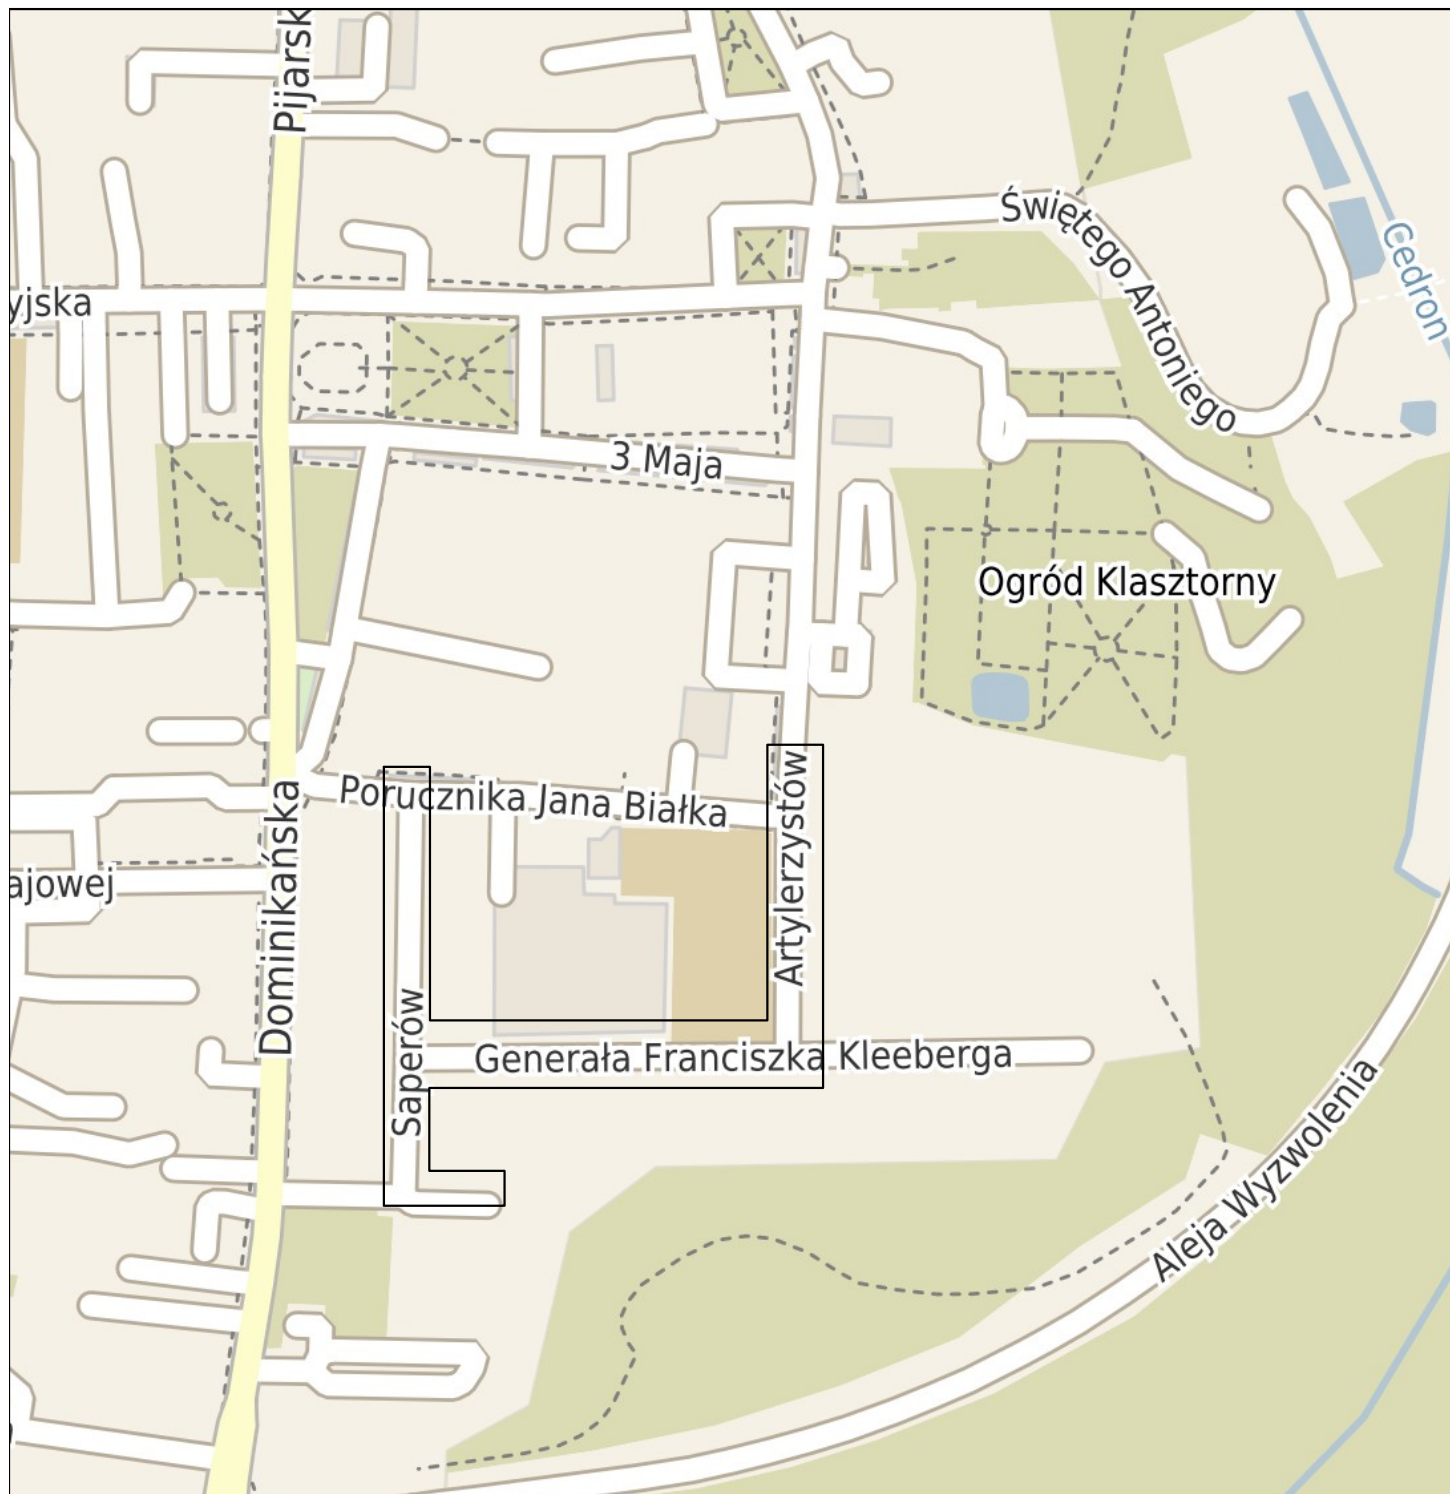 Pijarsk
Świętego Antoniego
Cedron
yjska
3 Maja
Ogród Klasztorny
Porucznika Jana Białka
Dominikańska
Artylerzystów
ajowej
Saperów
Generała Franciszka Kleeberga
Aleja Wyzwolenia